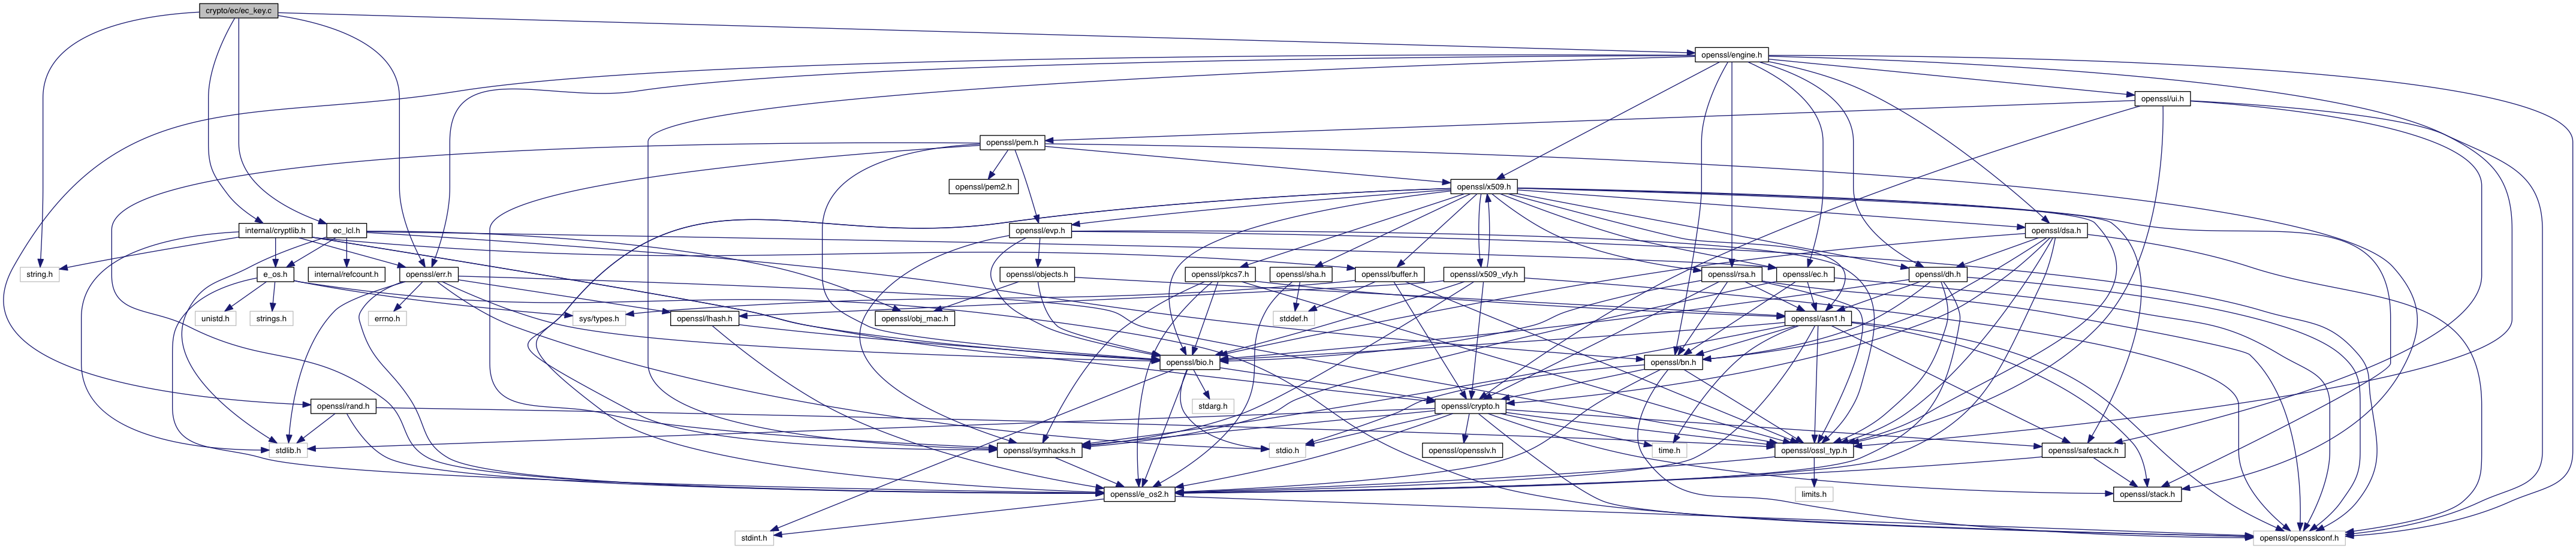 crypto/ec/ec_key.c
openssl/engine.h
openssl/ui.h
openssl/pem.h
openssl/pem2.h
openssl/x509.h
internal/cryptlib.h
ec_lcl.h
openssl/evp.h
openssl/dsa.h
string.h
e_os.h
internal/refcount.h
openssl/err.h
openssl/objects.h
openssl/pkcs7.h
openssl/sha.h
openssl/buffer.h
openssl/x509_vfy.h
openssl/rsa.h
openssl/ec.h
openssl/dh.h
unistd.h
strings.h
errno.h
sys/types.h
openssl/lhash.h
openssl/obj_mac.h
stddef.h
openssl/asn1.h
openssl/bio.h
openssl/bn.h
openssl/rand.h
stdarg.h
openssl/crypto.h
stdlib.h
openssl/symhacks.h
stdio.h
openssl/opensslv.h
time.h
openssl/ossl_typ.h
openssl/safestack.h
openssl/e_os2.h
limits.h
openssl/stack.h
stdint.h
openssl/opensslconf.h